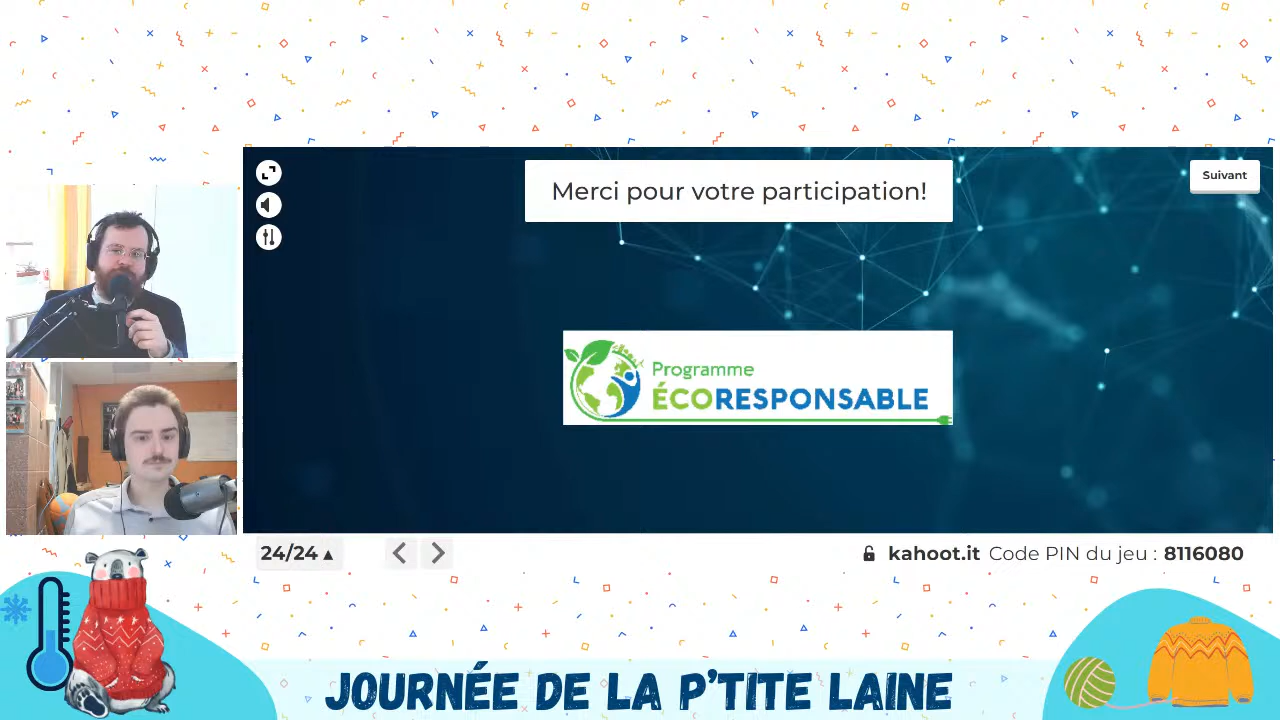 Merci pour votre participation!
Suivant
Programme
ÉCORESPONSABLE
24/24
kahoot.it Code PIN du jeu : 8116080
JOURNÉE DE LA P'TITE LAINE